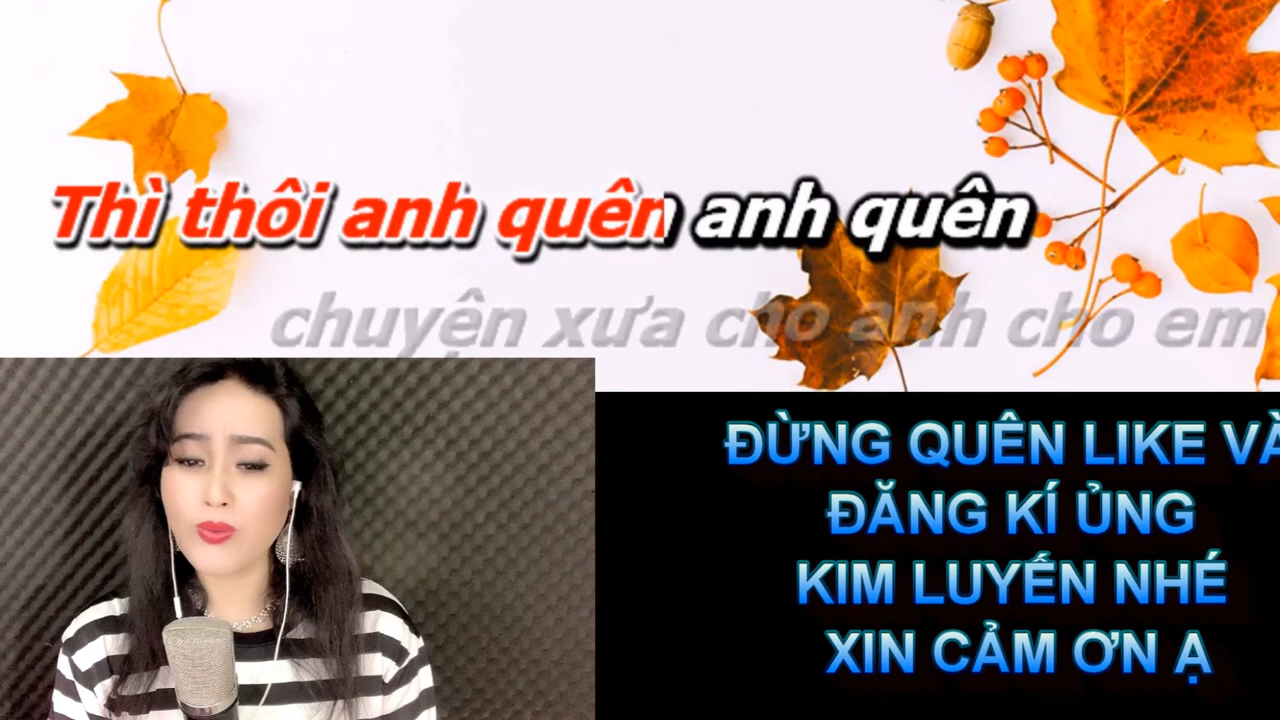 Thì thôi anh quên anh quên
chuyện xưa cho anh cho em
ĐỪNG QUÊN LIKE VÀ
ĐĂNG KÍ ỦNG
KIM LUYẾN NHÉ
XIN CẢM ƠN Ạ